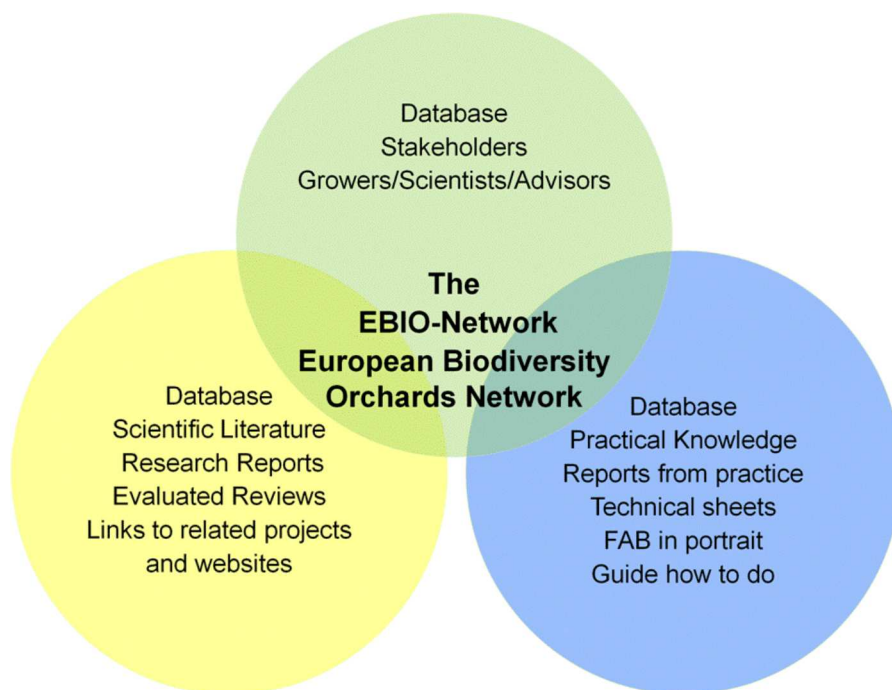 Database
Stakeholders
Growers/Scientists/Advisors
The
EBIO-Network
European Biodiversity
Orchards Network
Database
Scientific Literature
Research Reports
Evaluated Reviews
Links to related projects
and websites
Database
Practical Knowledge
Reports from practice
Technical sheets
FAB in portrait
Guide how to do